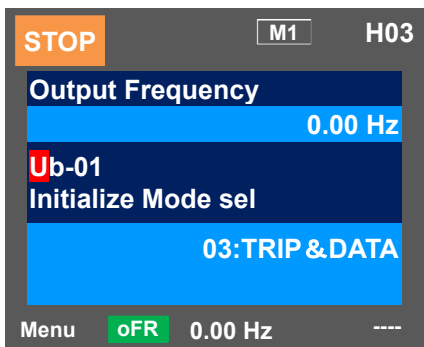 STOP M1 H03
Output Frequency
0.00 Hz
Ub-01
Initialize Mode sel
03:TRIP&DATA
Menu oFR 0.00 Hz ----